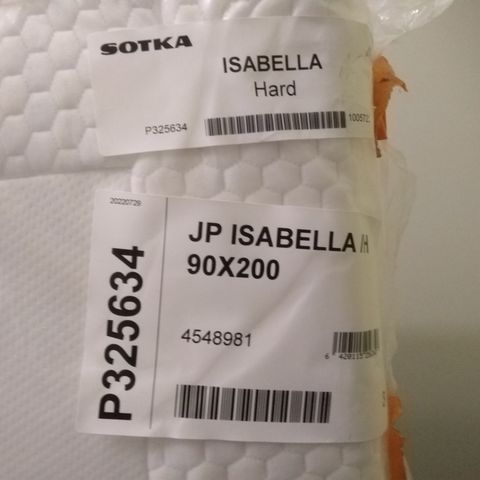 SOTKA
ISABELLA
Hard
P325634
20220729
JP ISABELLA /H
90X200
P325634
4548981